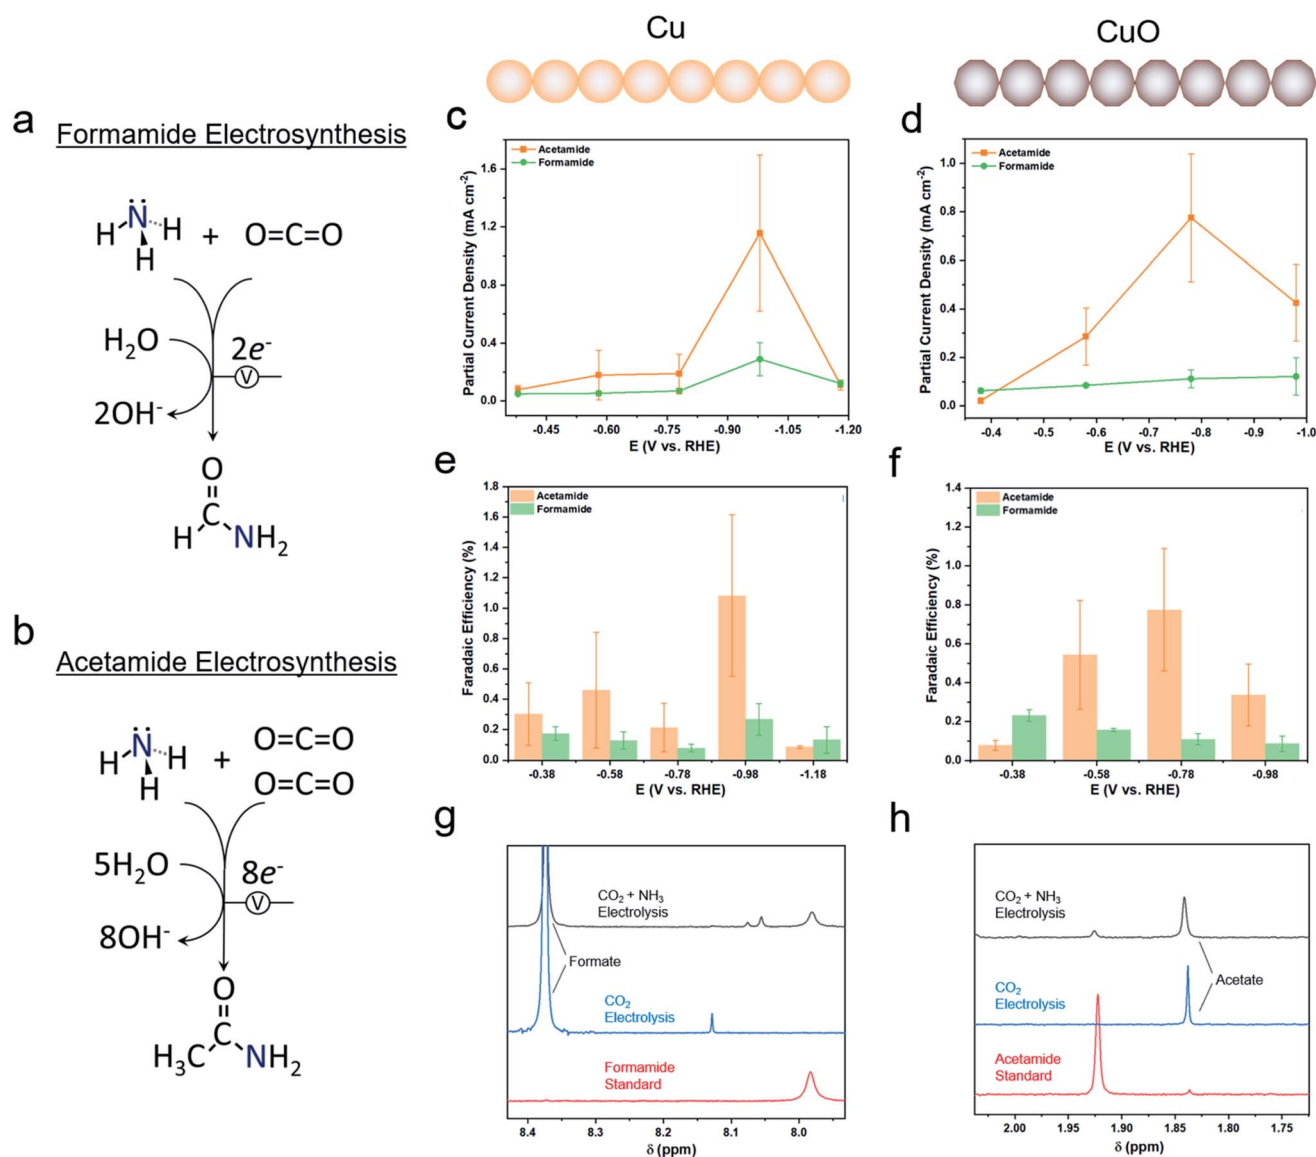 Cu
CuO
a
Formamide Electrosynthesis
N
H
H
H
+
O=C=O
H2O
2e-
V
2OH-
O
C
H
NH2
b
Acetamide Electrosynthesis
N
H
H
H
+
O=C=O
O=C=O
5H2O
8e-
V
8OH-
O
C
H3C
NH2
c
Acetamide
Formamide
Partial Current Density (mA cm-2)
1.6
1.2
0.8
0.4
0.0
-0.45 -0.60 -0.75 -0.90 -1.05 -1.20
E (V vs. RHE)
d
Acetamide
Formamide
Partial Current Density (mA cm-2)
1.0
0.8
0.6
0.4
0.2
0.0
-0.4 -0.5 -0.6 -0.7 -0.8 -0.9 -1.0
E (V vs. RHE)
e
Acetamide
Formamide
Faradaic Efficiency (%)
1.8
1.6
1.4
1.2
1.0
0.8
0.6
0.4
0.2
0.0
-0.38 -0.58 -0.78 -0.98 -1.18
E (V vs. RHE)
f
Acetamide
Formamide
Faradaic Efficiency (%)
1.4
1.2
1.0
0.8
0.6
0.4
0.2
0.0
-0.38 -0.58 -0.78 -0.98
E (V vs. RHE)
g
CO2 + NH3
Electrolysis
Formate
CO2
Electrolysis
Formamide
Standard
8.4 8.3 8.2 8.1 8.0
δ (ppm)
h
CO2 + NH3
Electrolysis
Acetate
CO2
Electrolysis
Acetamide
Standard
2.00 1.95 1.90 1.85 1.80 1.75
δ (ppm)